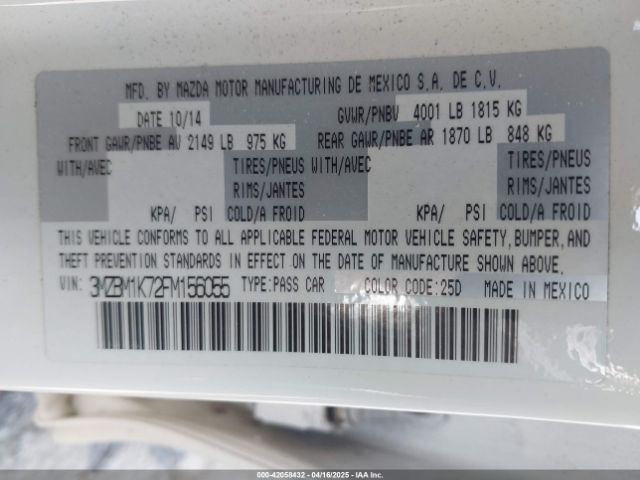 MFD. BY MAZDA MOTOR MANUFACTURING DE MEXICO S.A. DE C.V.
DATE 10/14 GVWR/PNBV 4001 LB 1815 KG
FRONT GAWR/PNBE AV 2149 LB 975 KG REAR GAWR/PNBE AR 1870 LB 848 KG
WITH/AVEC TIRES/PNEUS WITH/AVEC TIRES/PNEUS
RIMS/JANTES RIMS/JANTES
KPA/ PSI COLD/A FROID KPA/ PSI COLD/A FROID
THIS VEHICLE CONFORMS TO ALL APPLICABLE FEDERAL MOTOR VEHICLE SAFETY, BUMPER, AND
THEFT PREVENTION STANDARDS IN EFFECT ON THE DATE OF MANUFACTURE SHOWN ABOVE.
VIN: 3MZBM1K72FM156055 TYPE:PASS CAR COLOR CODE:25D MADE IN MEXICO
000-42058432 - 04/16/2025 - IAA, Inc.